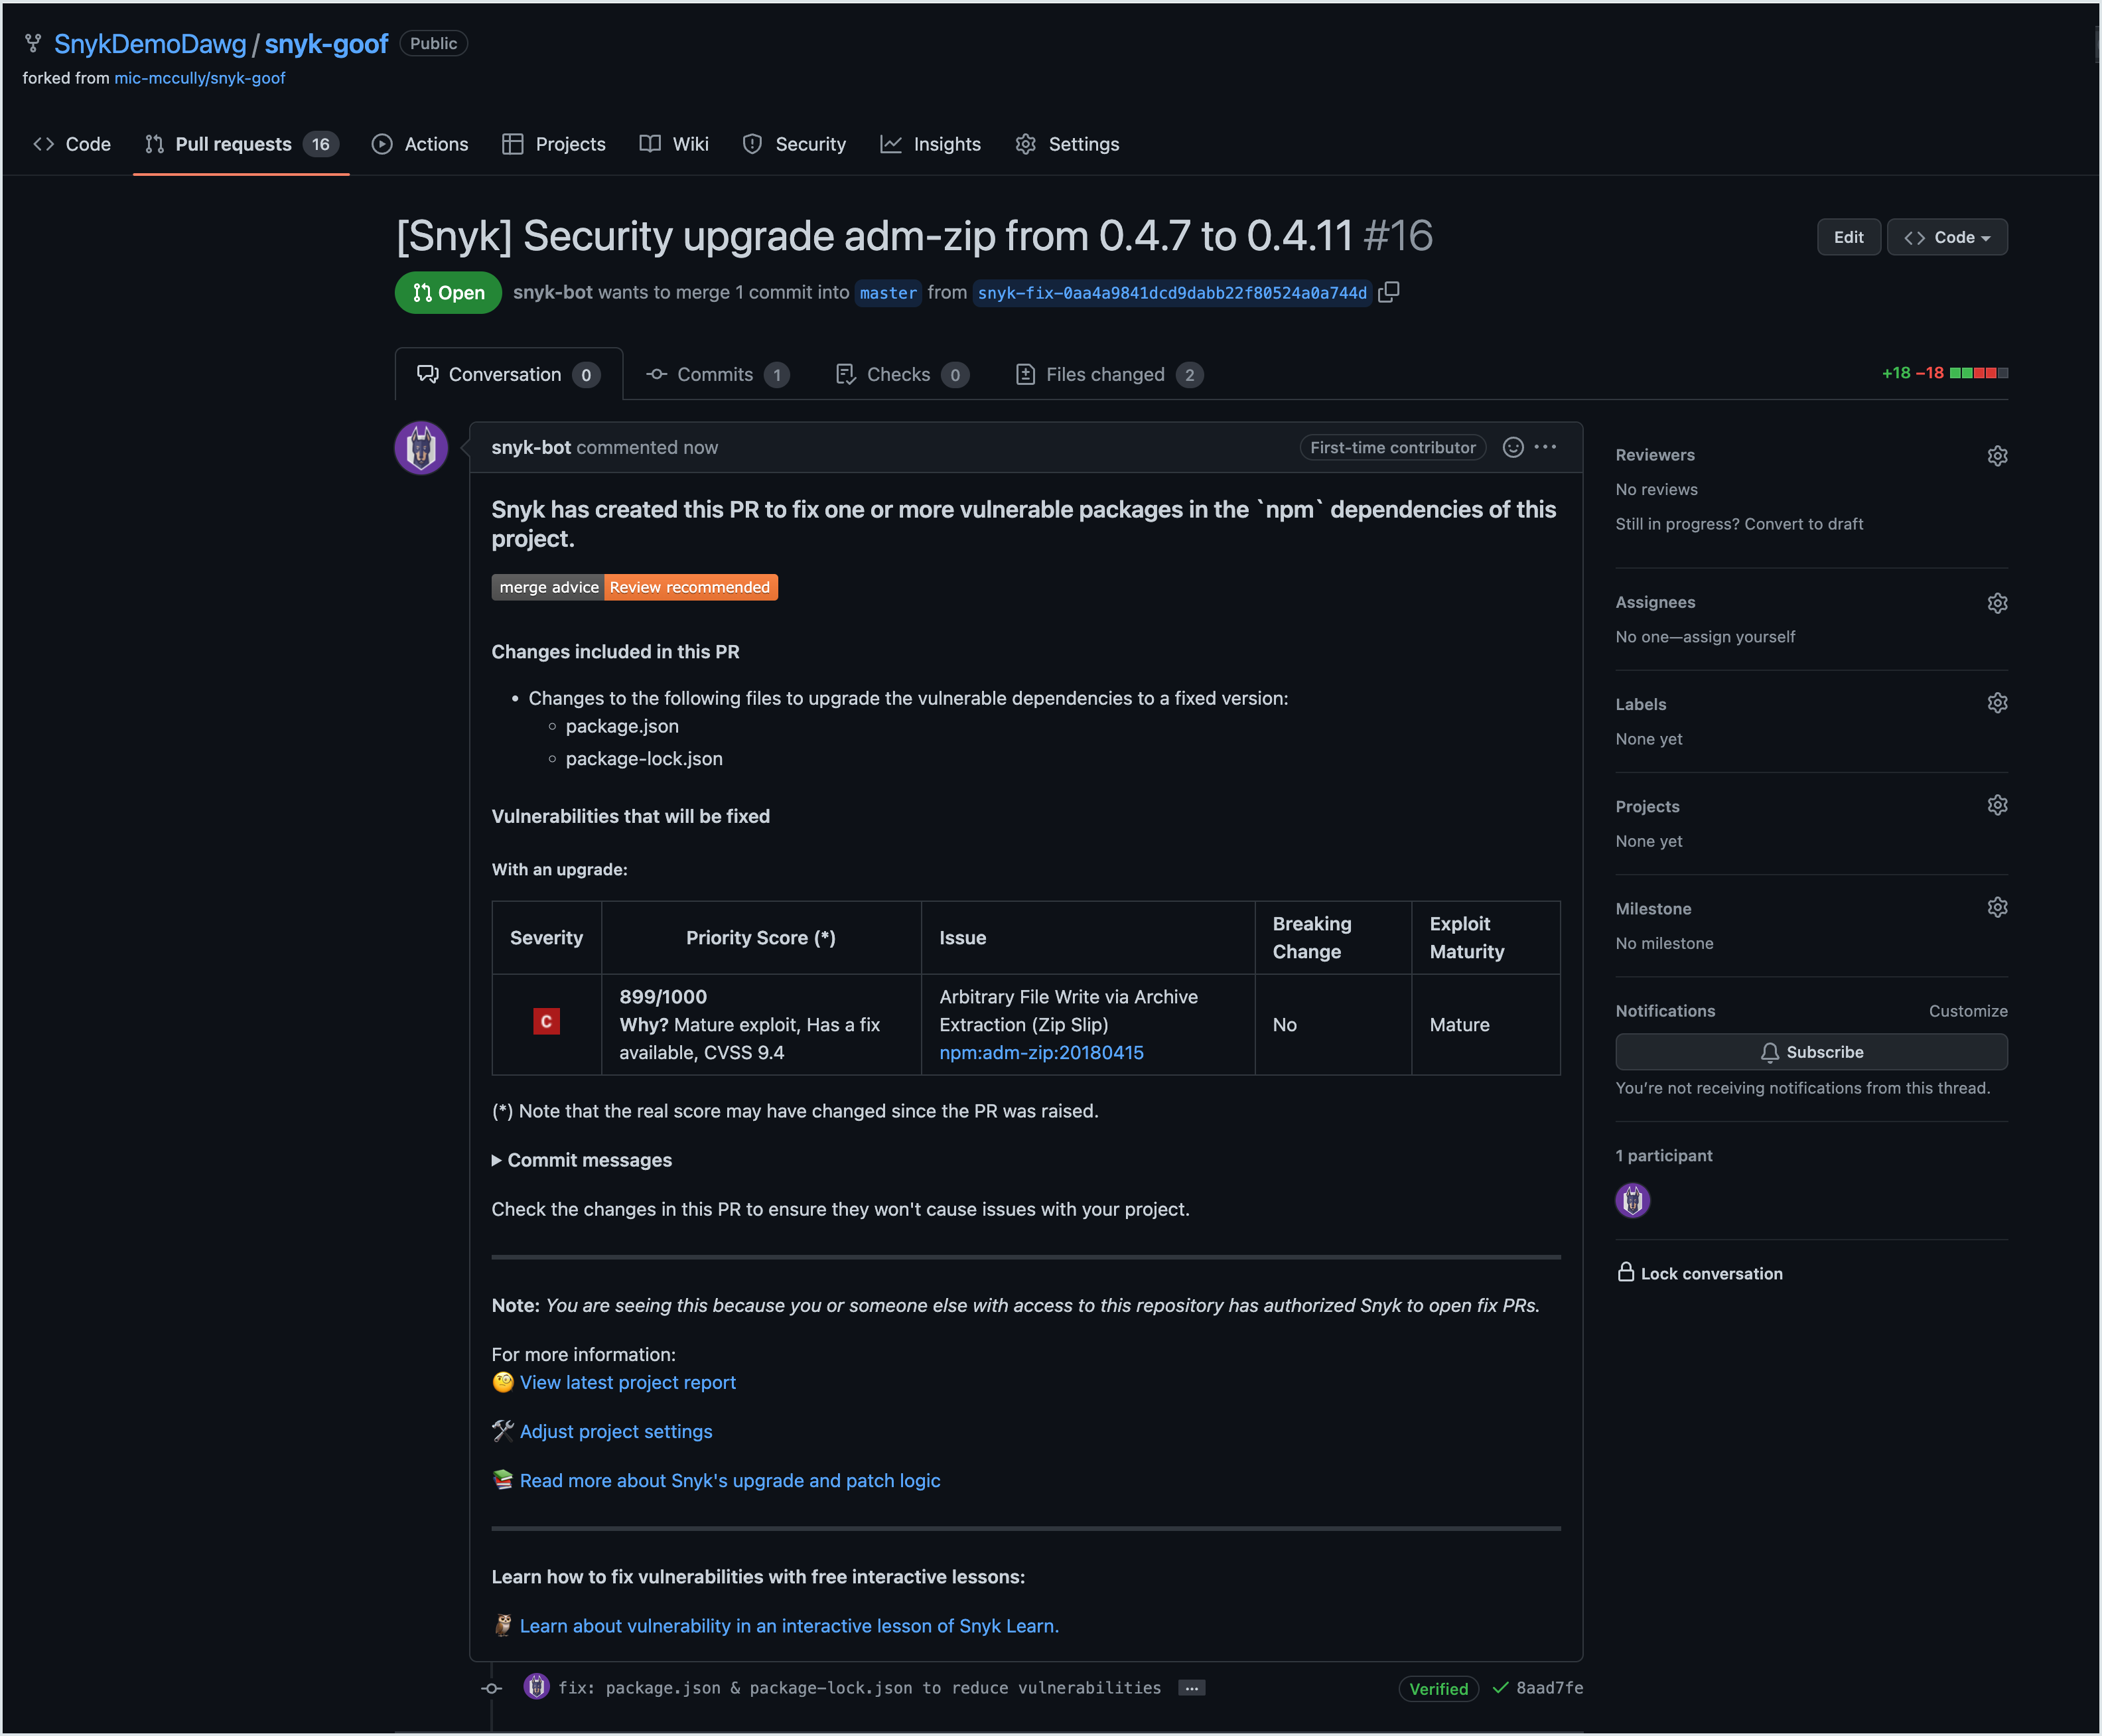 SnykDemoDawg / snyk-goof Public
forked from mic-mccully/snyk-goof
Code Pull requests 16 Actions Projects Wiki Security Insights Settings
[Snyk] Security upgrade adm-zip from 0.4.7 to 0.4.11 #16
Edit Code
Open snyk-bot wants to merge 1 commit into master from snyk-fix-0aa4a9841dcd9dabb22f80524a0a744d
Conversation 0 Commits 1 Checks 0 Files changed 2 +18 −18
snyk-bot commented now First-time contributor
Snyk has created this PR to fix one or more vulnerable packages in the `npm` dependencies of this
project.
merge advice Review recommended
Changes included in this PR
• Changes to the following files to upgrade the vulnerable dependencies to a fixed version:
◦ package.json
◦ package-lock.json
Vulnerabilities that will be fixed
With an upgrade:
Severity Priority Score (*) Issue Breaking Change Exploit Maturity
C
899/1000
Why? Mature exploit, Has a fix
available, CVSS 9.4
Arbitrary File Write via Archive
Extraction (Zip Slip)
npm:adm-zip:20180415
No
Mature
(*) Note that the real score may have changed since the PR was raised.
Commit messages
Check the changes in this PR to ensure they won't cause issues with your project.
Note: You are seeing this because you or someone else with access to this repository has authorized Snyk to open fix PRs.
For more information:
🧐 View latest project report
🛠 Adjust project settings
📚 Read more about Snyk's upgrade and patch logic
Learn how to fix vulnerabilities with free interactive lessons:
🦉 Learn about vulnerability in an interactive lesson of Snyk Learn.
fix: package.json & package-lock.json to reduce vulnerabilities ... Verified 8aad7fe
Reviewers
No reviews
Still in progress? Convert to draft
Assignees
No one—assign yourself
Labels
None yet
Projects
None yet
Milestone
No milestone
Notifications Customize
Subscribe
You're not receiving notifications from this thread.
1 participant
Lock conversation